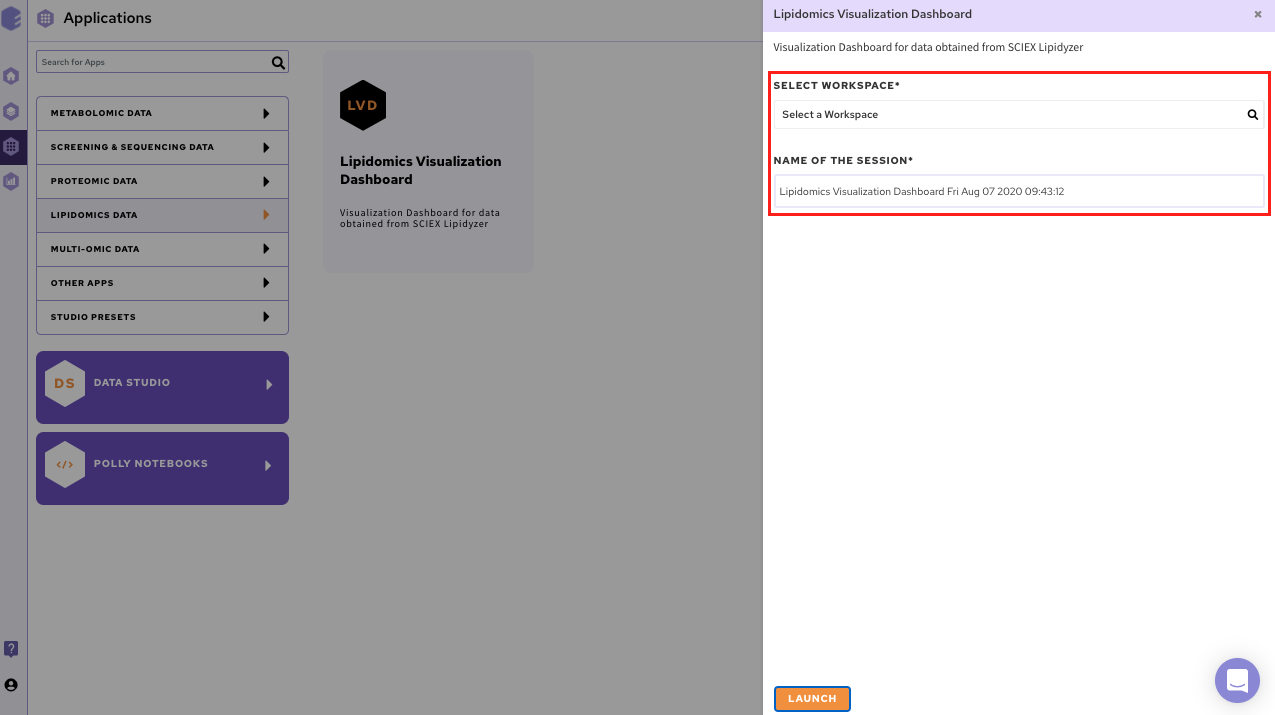 Applications
Search for Apps
METABOLOMIC DATA
SCREENING & SEQUENCING DATA
PROTEOMIC DATA
LIPIDOMICS DATA
MULTI-OMIC DATA
OTHER APPS
STUDIO PRESETS
DS
DATA STUDIO
</>
POLLY NOTEBOOKS
?
LVD
Lipidomics Visualization
Dashboard
Visualization Dashboard for data
obtained from SCIEX Lipidyzer
Lipidomics Visualization Dashboard
×
Visualization Dashboard for data obtained from SCIEX Lipidyzer
SELECT WORKSPACE*
Select a Workspace
NAME OF THE SESSION*
Lipidomics Visualization Dashboard Fri Aug 07 2020 09:43:12
LAUNCH